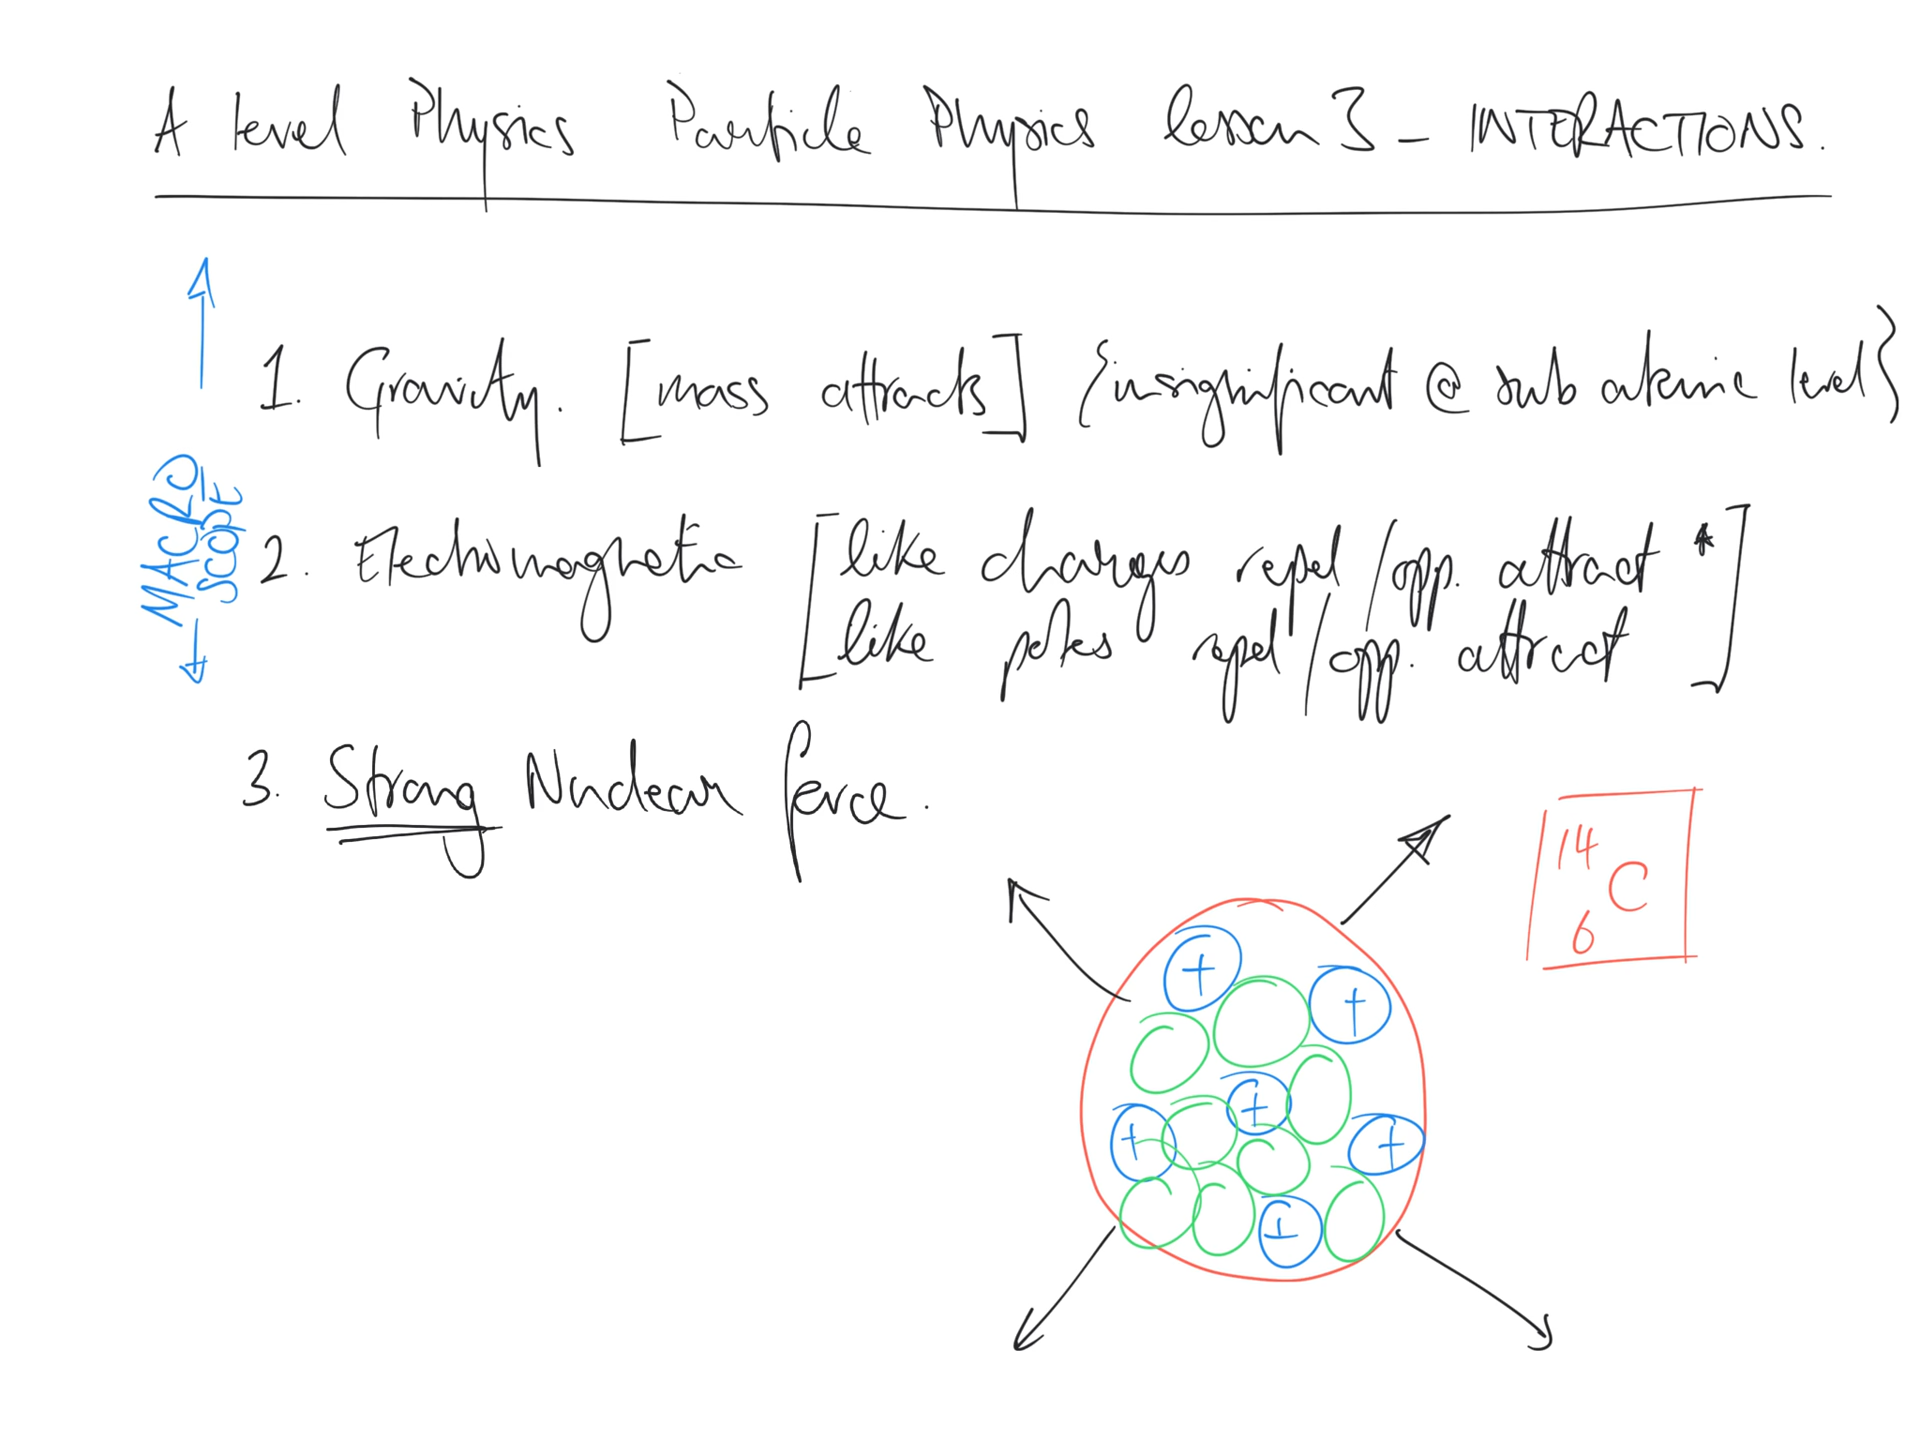 A level Physics Particle Physics lesson 3 – INTERACTIONS.
MACRO
SCOPE
1. Gravity. [mass attracts] {insignificant @ sub atomic level}
2. Electromagnetic [like charges repel/opp. attract *
like poles repel/opp. attract]
3. Strong Nuclear force.
14
C
6
+
+
+
+
+
+